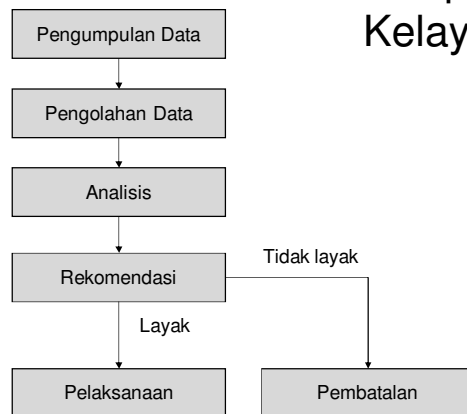 Kelay
Pengumpulan Data
Pengolahan Data
Analisis
Rekomendasi
Tidak layak
Layak
Pelaksanaan
Pembatalan